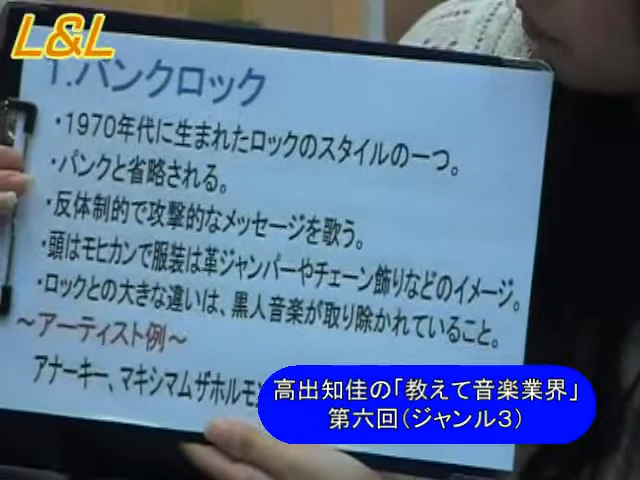 L&L
1.パンクロック
・1970年代に生まれたロックのスタイルの一つ。
・パンクと省略される。
・反体制的で攻撃的なメッセージを歌う。
・頭はモヒカンで服装は革ジャンパーやチェーン飾りなどのイメージ。
・ロックとの大きな違いは、黒人音楽が取り除かれていること。
～アーティスト例～
アナーキー、マキシマムザホルモン
高出知佳の「教えて音楽業界」
第六回(ジャンル3)